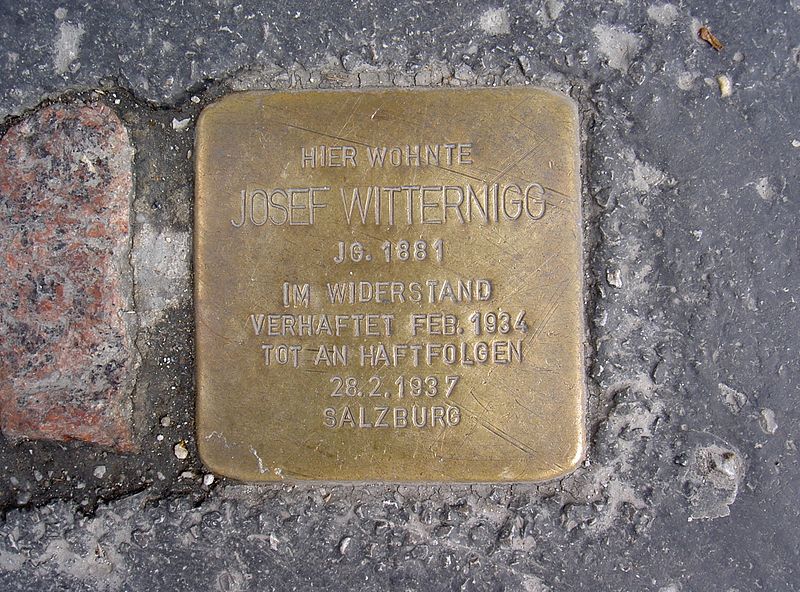 HIER WOHNTE
JOSEF WITTERNIGG
JG. 1881
IM WIDERSTAND
VERHAFTET FEB. 1934
TOT AN HAFTFOLGEN
28.2.1937
SALZBURG